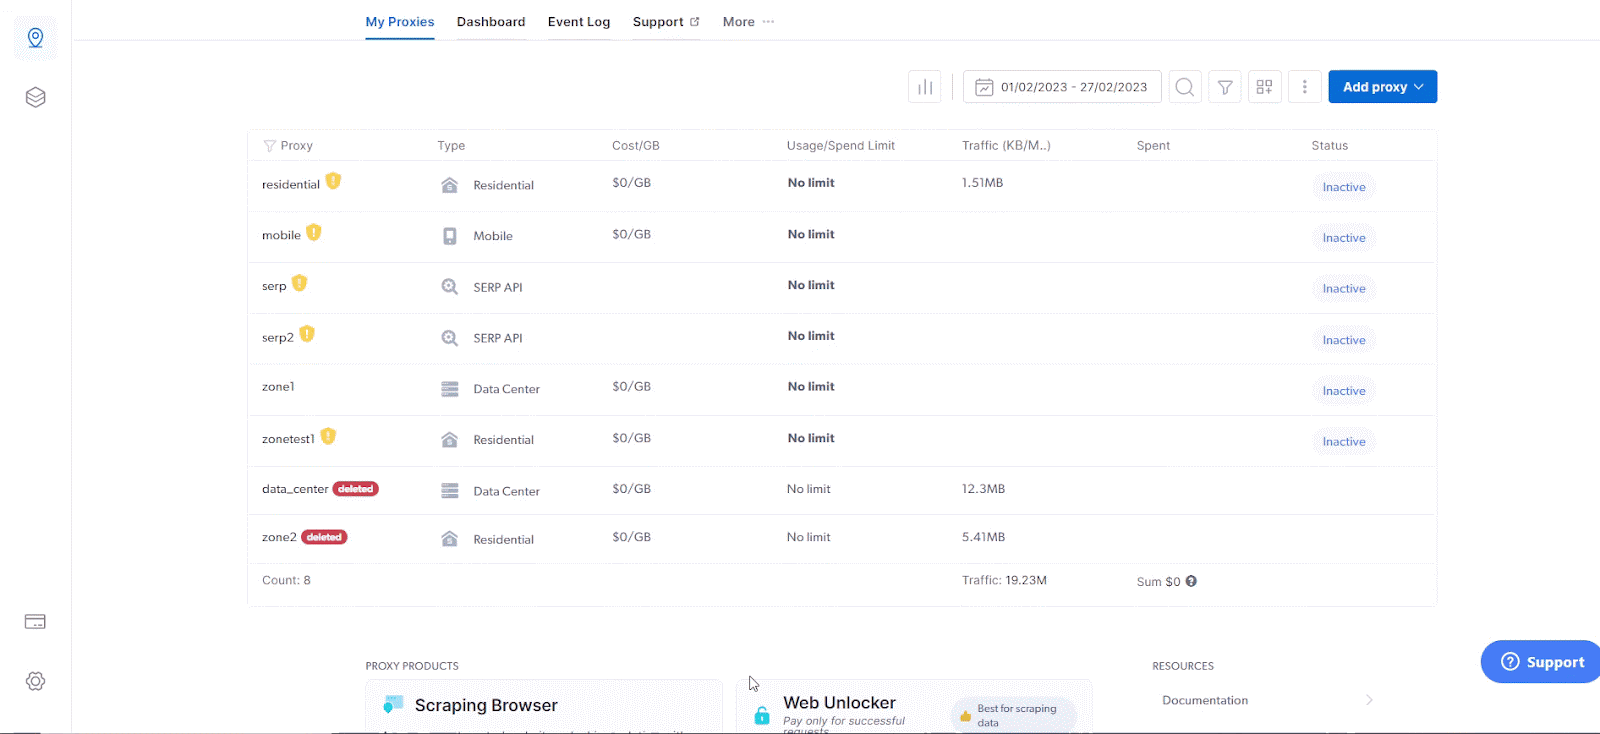 My Proxies Dashboard Event Log Support More ···
01/02/2023 - 27/02/2023 Add proxy
Proxy Type Cost/GB Usage/Spend Limit Traffic (KB/M..) Spent Status
residential Residential $0/GB No limit 1.51MB Inactive
mobile Mobile $0/GB No limit Inactive
serp SERP API No limit Inactive
serp2 SERP API No limit Inactive
zone1 Data Center $0/GB No limit Inactive
zonetest1 Residential $0/GB No limit Inactive
data_center deleted Data Center $0/GB No limit 12.3MB
zone2 deleted Residential $0/GB No limit 5.41MB
Count: 8 Traffic: 19.23M Sum $0
Support
PROXY PRODUCTS RESOURCES
Scraping Browser
Web Unlocker
Pay only for successful
requests
Best for scraping
data
Documentation